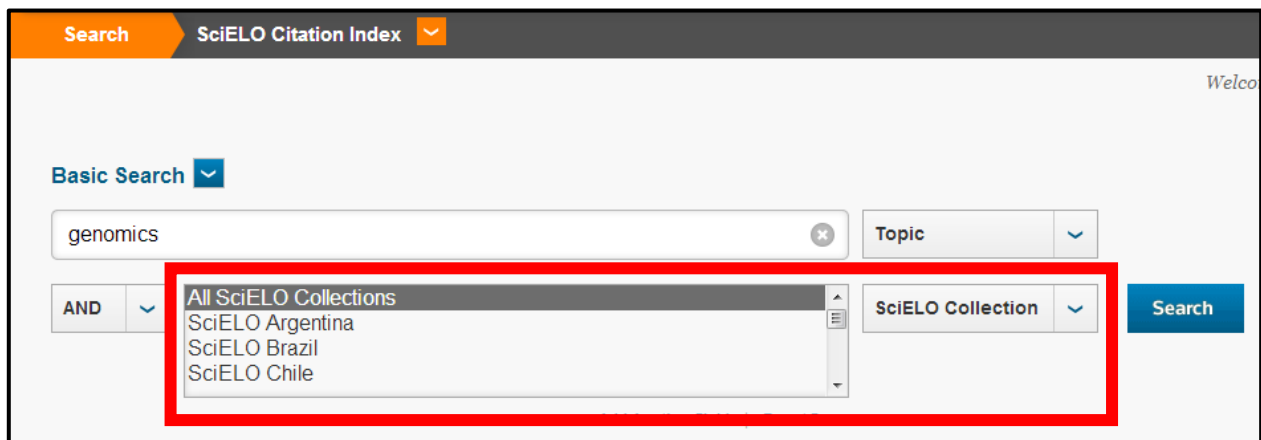 Search SciELO Citation Index
Welco
Basic Search
genomics Topic
AND All SciELO Collections SciELO Collection Search
SciELO Argentina
SciELO Brazil
SciELO Chile